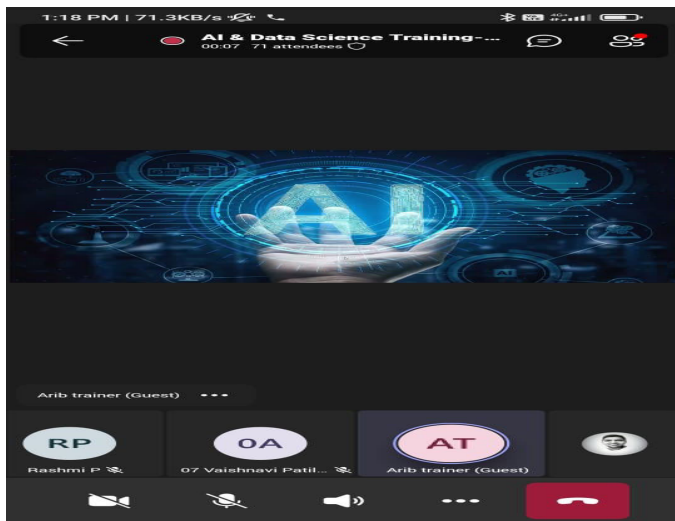 1:18 PM | 71.3KB/s
AI & Data Science Training-...
00:07 71 attendees
AI
AI
Arib trainer (Guest) •••
RP
0A
AT
Rashmi P
07 Vaishnavi Patil...
Arib trainer (Guest)